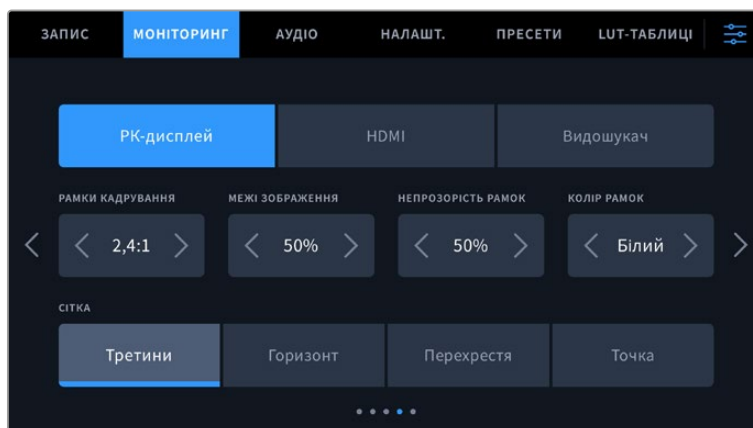 ЗАПИС МОНІТОРИНГ АУДІО НАЛАШТ. ПРЕСЕТИ LUT-ТАБЛИЦІ
РК-дисплей HDMI Видошукач
РАМКИ КАДРУВАННЯ МЕЖІ ЗОБРАЖЕННЯ НЕПРОЗОРІСТЬ РАМОК КОЛІР РАМОК
2,4:1 50% 50% Білий
СІТКА
Третини Горизонт Перехрестя Точка